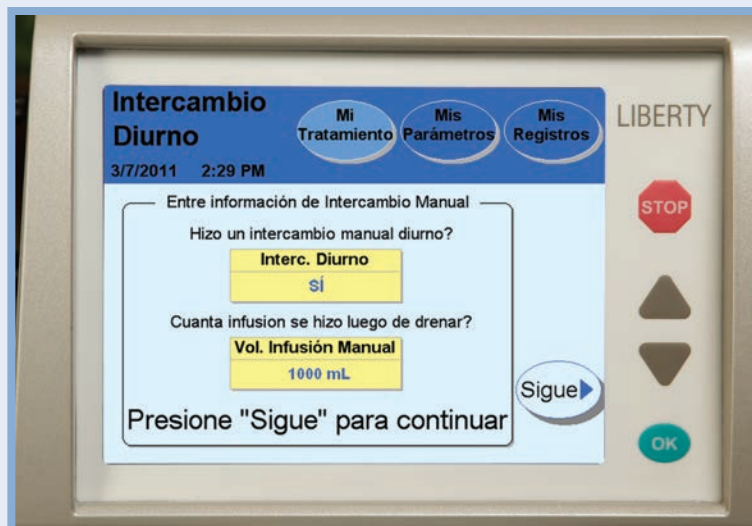 Intercambio
Diurno
3/7/2011 2:29 PM
Mi
Tratamiento
Mis
Parámetros
Mis
Registros
LIBERTY
STOP
Entre información de Intercambio Manual
Hizo un intercambio manual diurno?
Interc. Diurno
SÍ
Cuanta infusion se hizo luego de drenar?
Vol. Infusión Manual
1000 mL
Sigue
Presione "Sigue" para continuar
OK